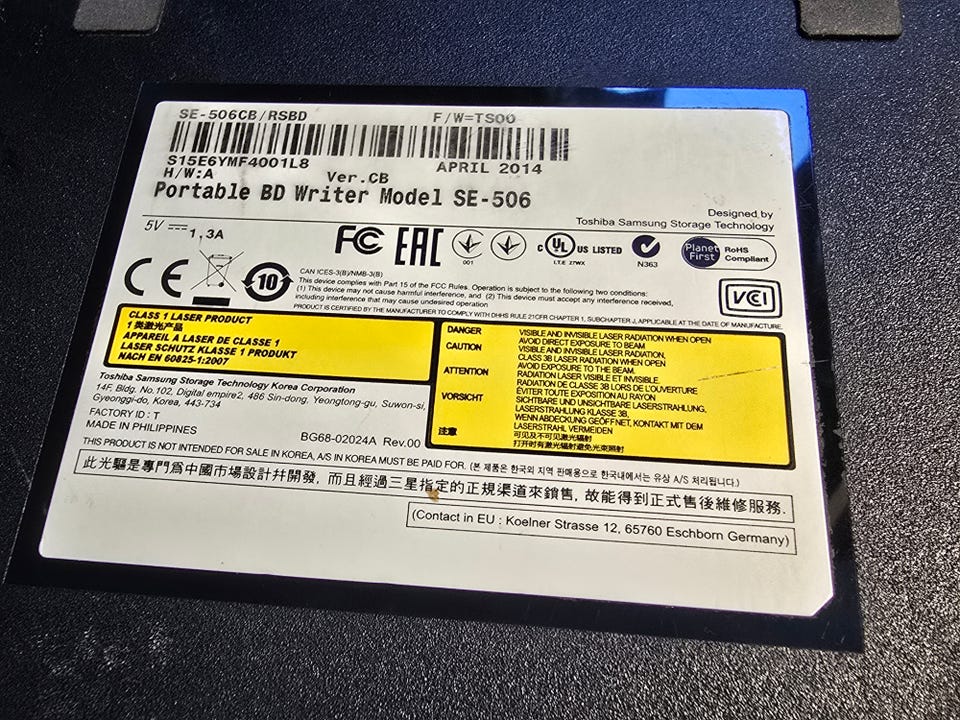 SE-506CB/RSBD F/W=TS00
S15E6YMF4001L8 APRIL 2014
H/W:A Ver.CB
Portable BD Writer Model SE-506
Designed by
Toshiba Samsung Storage Technology
5V 1,3A
FC EAC 001 c UL US LISTED N363 Planet First RoHS Compliant
I.T.E 27WX
CE 10
CAN ICES-3(B)/NMB-3(B)
This device complies with Part 15 of the FCC Rules. Operation is subject to the following two conditions:
(1) This device may not cause harmful interference, and (2) This device must accept any interference received,
including interference that may cause undesired operation
VCI
PRODUCT IS CERTIFIED BY THE MANUFACTURER TO COMPLY WITH DHHS RULE 21CFR CHAPTER 1, SUBCHAPTER J, APPLICABLE AT THE DATE OF MANUFACTURE.
CLASS 1 LASER PRODUCT
1 类激光产品
APPAREIL A LASER DE CLASSE 1
LASER SCHUTZ KLASSE 1 PRODUKT
NACH EN 60825-1:2007
DANGER VISIBLE AND INVISIBLE LASER RADIATION WHEN OPEN
AVOID DIRECT EXPOSURE TO BEAM
CAUTION VISIBLE AND INVISIBLE LASER RADIATION,
CLASS 3B LASER RADIATION WHEN OPEN
AVOID EXPOSURE TO THE BEAM.
ATTENTION RADIATION LASER VISIBLE ET INVISIBLE,
RADIATION DE CLASSE 3B LORS DE L'OUVERTURE
ÉVITER TOUTE EXPOSITION AU RAYON
VORSICHT SICHTBARE UND UNSICHTBARE LASERSTRAHLUNG,
LASERSTRAHLUNG KLASSE 3B,
WENN ABDECKUNG GEÖFFNET, KONTAKT MIT DEM
LASERSTRAHL VERMEIDEN
注意 可见及不可见激光辐射
打开时有激光辐射避免光束照射
Toshiba Samsung Storage Technology Korea Corporation
14F, Bldg. No.102, Digital empire2, 486 Sin-dong, Yeongtong-gu, Suwon-si,
Gyeonggi-do, Korea, 443-734
FACTORY ID : T
MADE IN PHILIPPINES BG68-02024A Rev.00
THIS PRODUCT IS NOT INTENDED FOR SALE IN KOREA, A/S IN KOREA MUST BE PAID FOR. (본 제품은 한국외 지역 판매용으로 한국내에서는 유상 A/S 처리됩니다.)
此光驅是專門爲中國市場設計幷開發, 而且經過三星指定的正規渠道來銷售, 故能得到正式售後維修服務.
(Contact in EU : Koelner Strasse 12, 65760 Eschborn Germany)